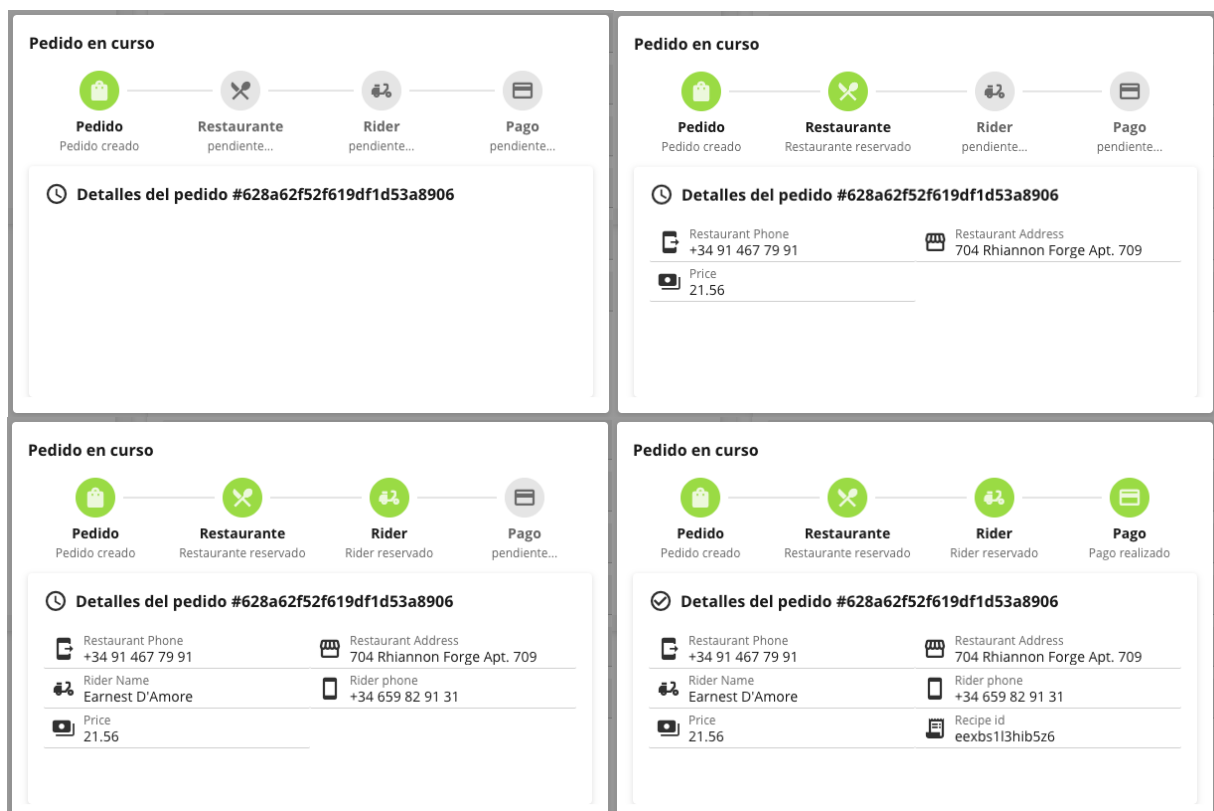 Pedido en curso
Pedido Restaurante Rider Pago
Pedido creado pendiente... pendiente... pendiente...
Detalles del pedido #628a62f52f619df1d53a8906
Pedido en curso
Pedido Restaurante Rider Pago
Pedido creado Restaurante reservado pendiente... pendiente...
Detalles del pedido #628a62f52f619df1d53a8906
Restaurant Phone Restaurant Address
+34 91 467 79 91 704 Rhiannon Forge Apt. 709
Price
21.56
Pedido en curso
Pedido Restaurante Rider Pago
Pedido creado Restaurante reservado Rider reservado pendiente...
Detalles del pedido #628a62f52f619df1d53a8906
Restaurant Phone Restaurant Address
+34 91 467 79 91 704 Rhiannon Forge Apt. 709
Rider Name Rider phone
Earnest D'Amore +34 659 82 91 31
Price
21.56
Pedido en curso
Pedido Restaurante Rider Pago
Pedido creado Restaurante reservado Rider reservado Pago realizado
Detalles del pedido #628a62f52f619df1d53a8906
Restaurant Phone Restaurant Address
+34 91 467 79 91 704 Rhiannon Forge Apt. 709
Rider Name Rider phone
Earnest D'Amore +34 659 82 91 31
Price Recipe id
21.56 eexbs1l3hib5z6